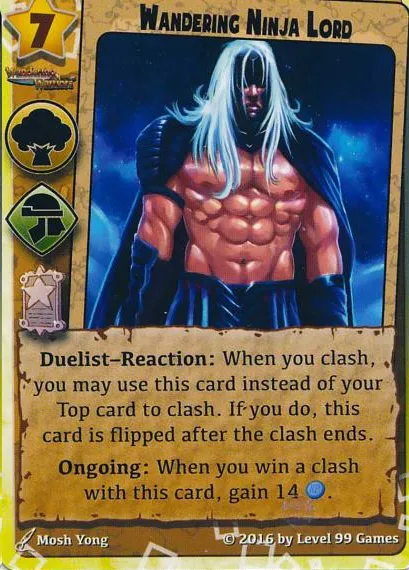 WANDERING NINJA LORD
7
Wandering
Warriors
Duelist–Reaction: When you clash,
you may use this card instead of your
Top card to clash. If you do, this
card is flipped after the clash ends.
Ongoing: When you win a clash
with this card, gain 14 .
Mosh Yong
© 2016 by Level 99 Games